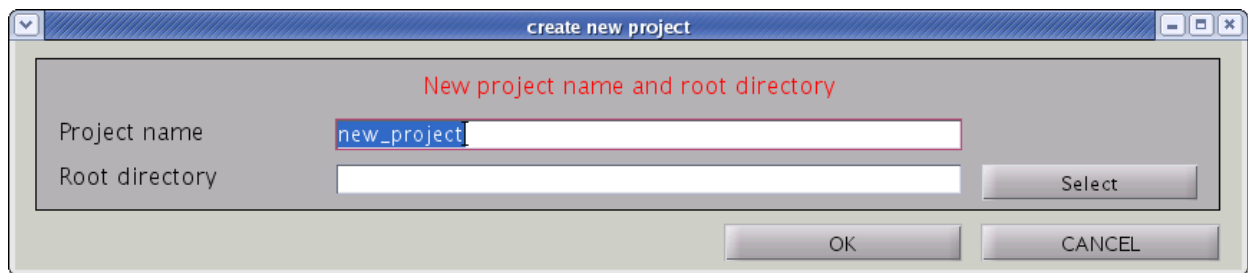 create new project
New project name and root directory
Project name new_project
Root directory Select
OK CANCEL